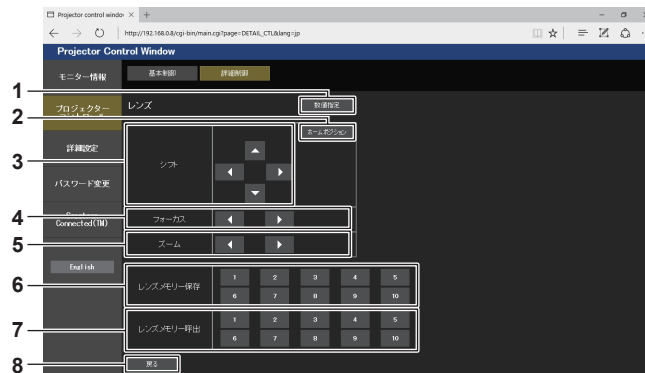 Projector control window
http://192.168.0.8/cgi-bin/main.cgi?page=DETAIL_CTL&lang=jp
Projector Control Window
モニター情報
基本制御
詳細制御
1
プロジェクター
レンズ
数値指定
2
ホームポジション
3
詳細設定
シフト
パスワード変更
4
フォーカス
Connected(TM)
5
ズーム
English
6
レンズメモリー保存
1 2 3 4 5
6 7 8 9 10
7
レンズメモリー呼出
1 2 3 4 5
6 7 8 9 10
8
戻る